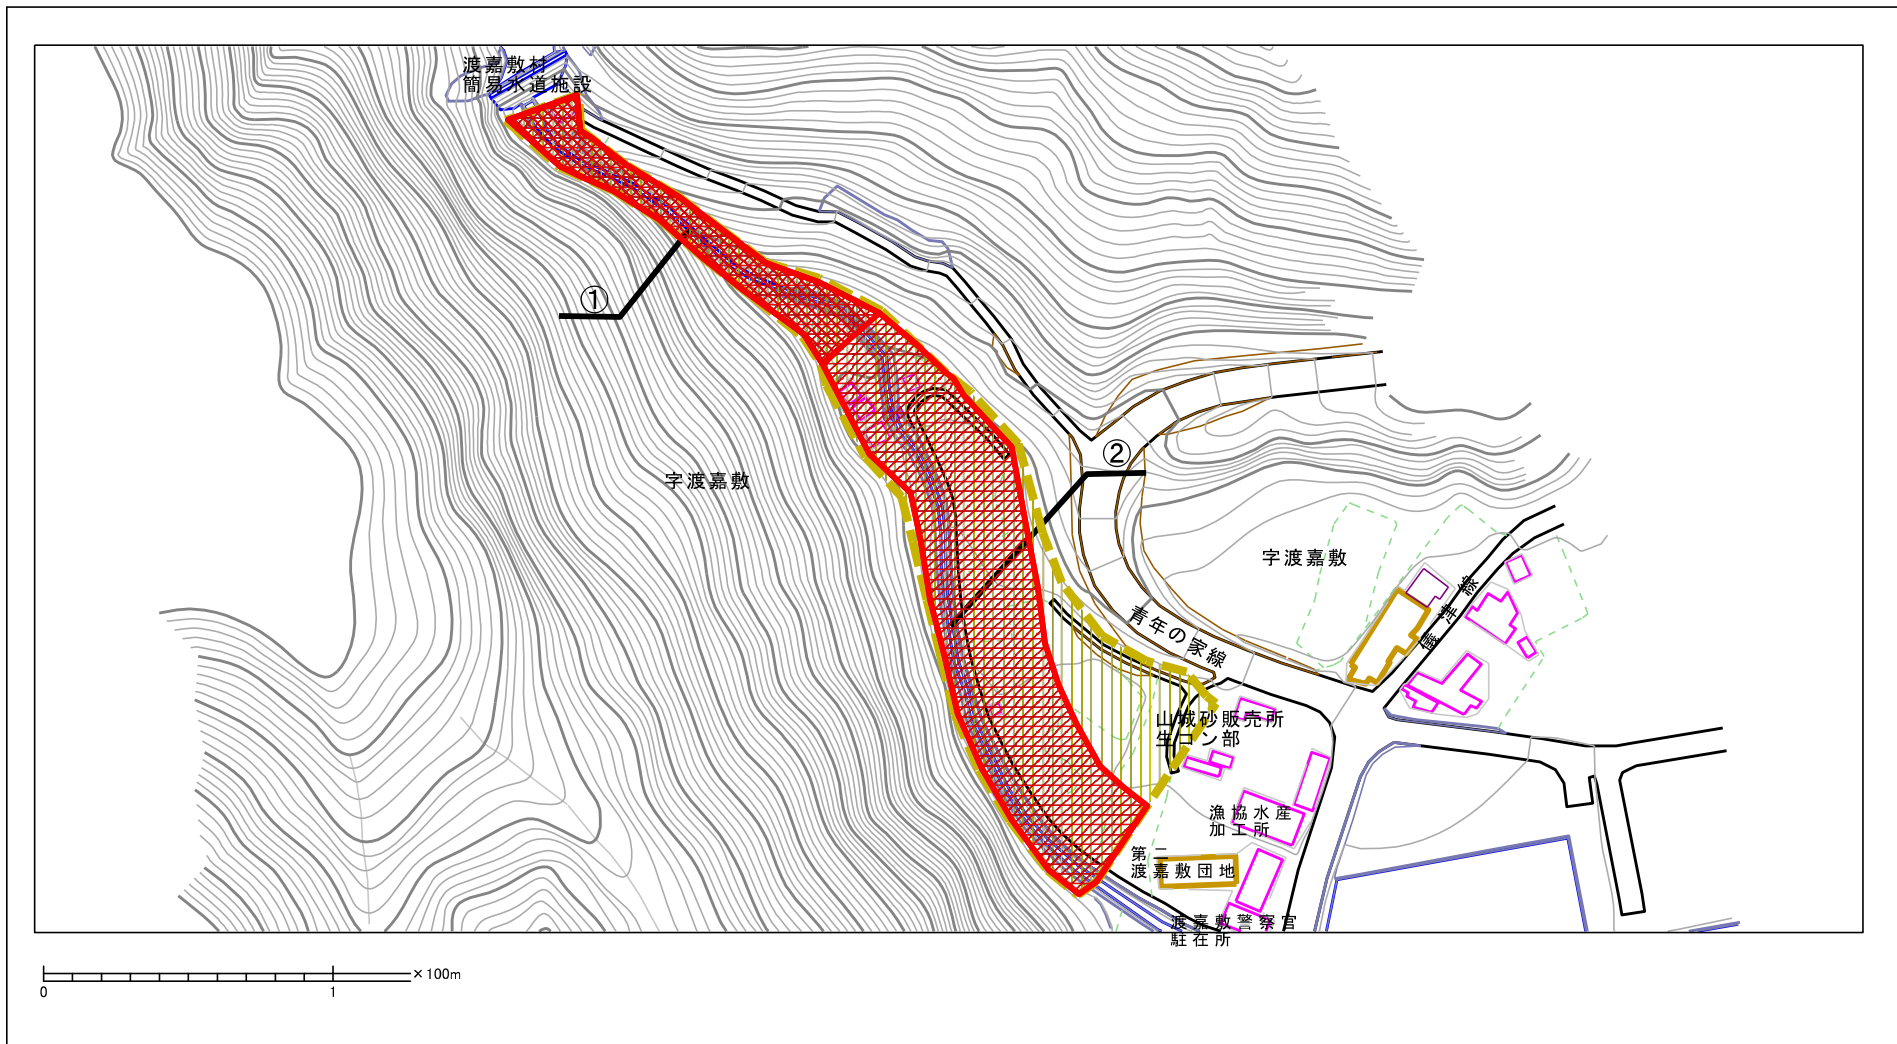 渡嘉敷村
簡易水道施設
①
②
字渡嘉敷
字渡嘉敷
儀津線
青年の家線
山城砂販売所
生コン部
漁協水産
加工所
第二
渡嘉敷団地
渡嘉敷警察官
駐在所
×100m
0 1